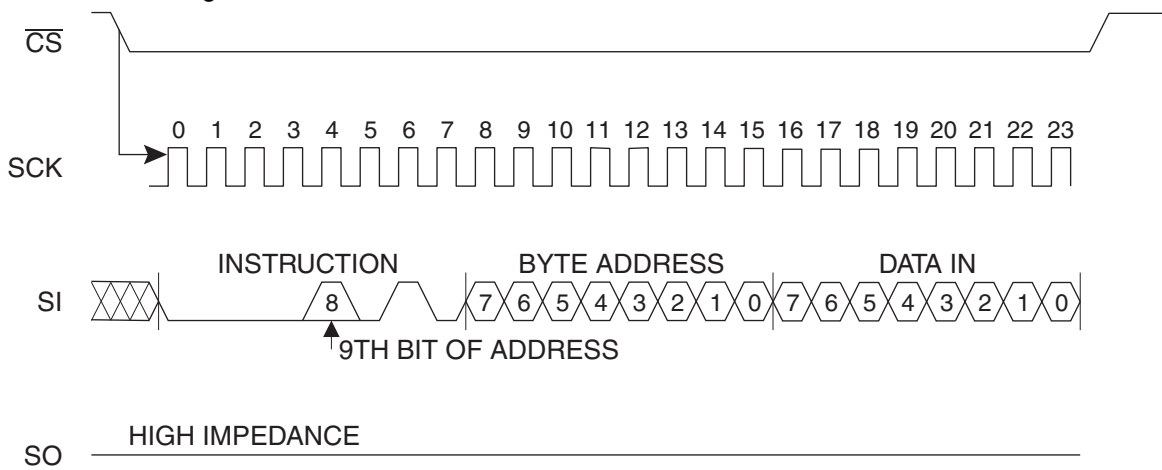 CS
0 1 2 3 4 5 6 7 8 9 10 11 12 13 14 15 16 17 18 19 20 21 22 23
SCK
INSTRUCTION BYTE ADDRESS DATA IN
SI 8 7 6 5 4 3 2 1 0 7 6 5 4 3 2 1 0
9TH BIT OF ADDRESS
HIGH IMPEDANCE
SO